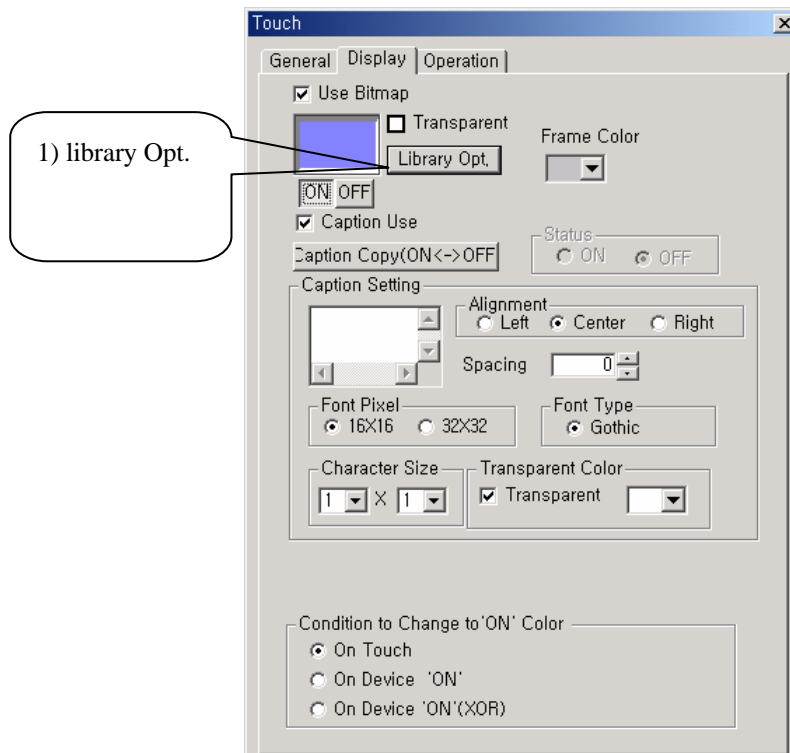 Touch
General Display Operation
Use Bitmap
Transparent
Frame Color
1) library Opt.
Library Opt.
ON OFF
Caption Use
Status
Caption Copy(ON<->OFF
ON OFF
Caption Setting
Alignment
Left Center Right
Spacing 0
Font Pixel
16X16 32X32
Font Type
Gothic
Character Size
1 X 1
Transparent Color
Transparent
Condition to Change to'ON' Color
On Touch
On Device 'ON'
On Device 'ON'(XOR)